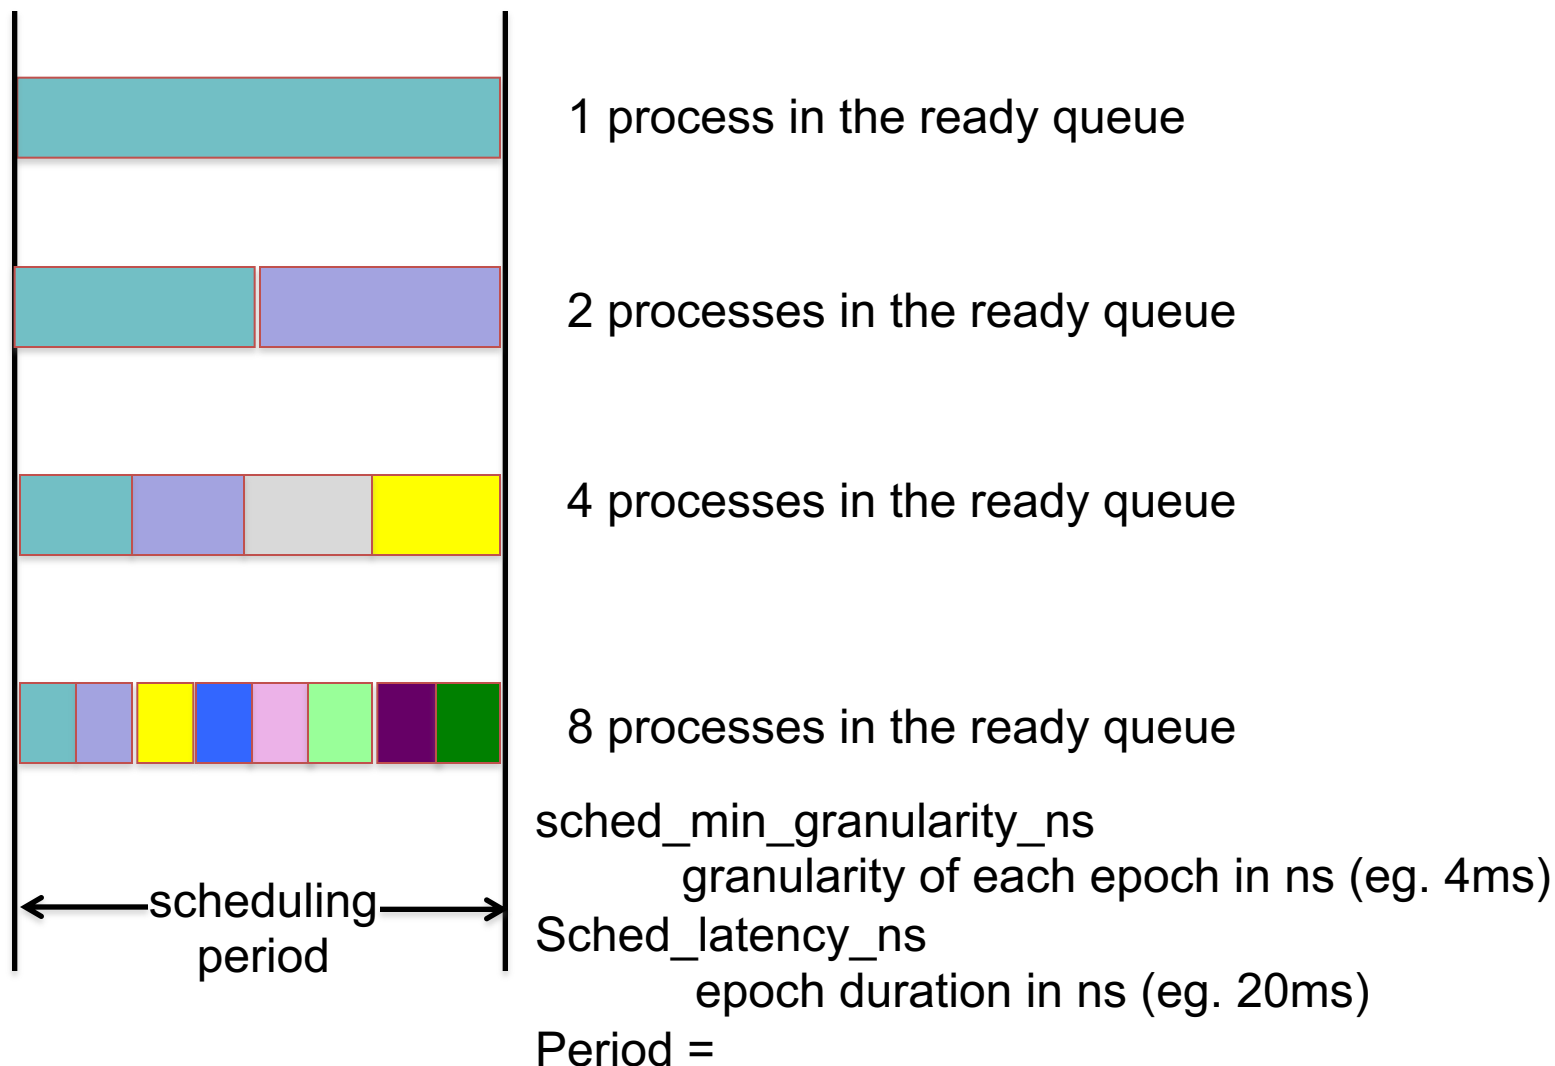 1 process in the ready queue
2 processes in the ready queue
4 processes in the ready queue
8 processes in the ready queue
scheduling
period
sched_min_granularity_ns
granularity of each epoch in ns (eg. 4ms)
Sched_latency_ns
epoch duration in ns (eg. 20ms)
Period =